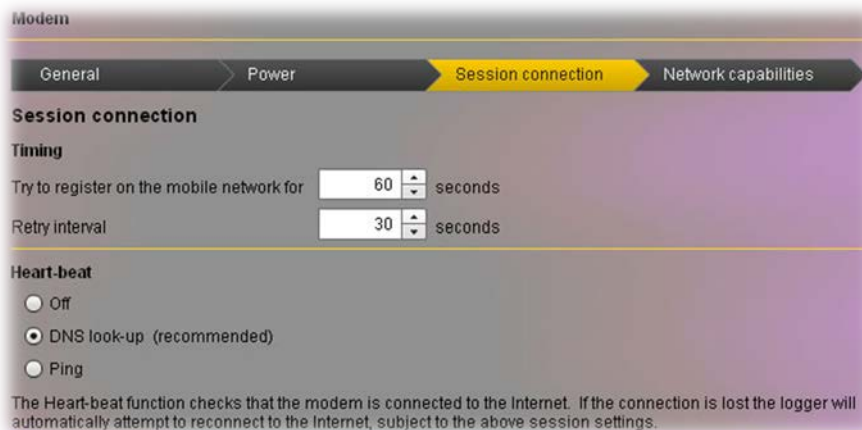 Modem
General Power Session connection Network capabilities
Session connection
Timing
Try to register on the mobile network for 60 seconds
Retry interval 30 seconds
Heart-beat
Off
DNS look-up (recommended)
Ping
The Heart-beat function checks that the modem is connected to the Internet. If the connection is lost the logger will
automatically attempt to reconnect to the Internet, subject to the above session settings.